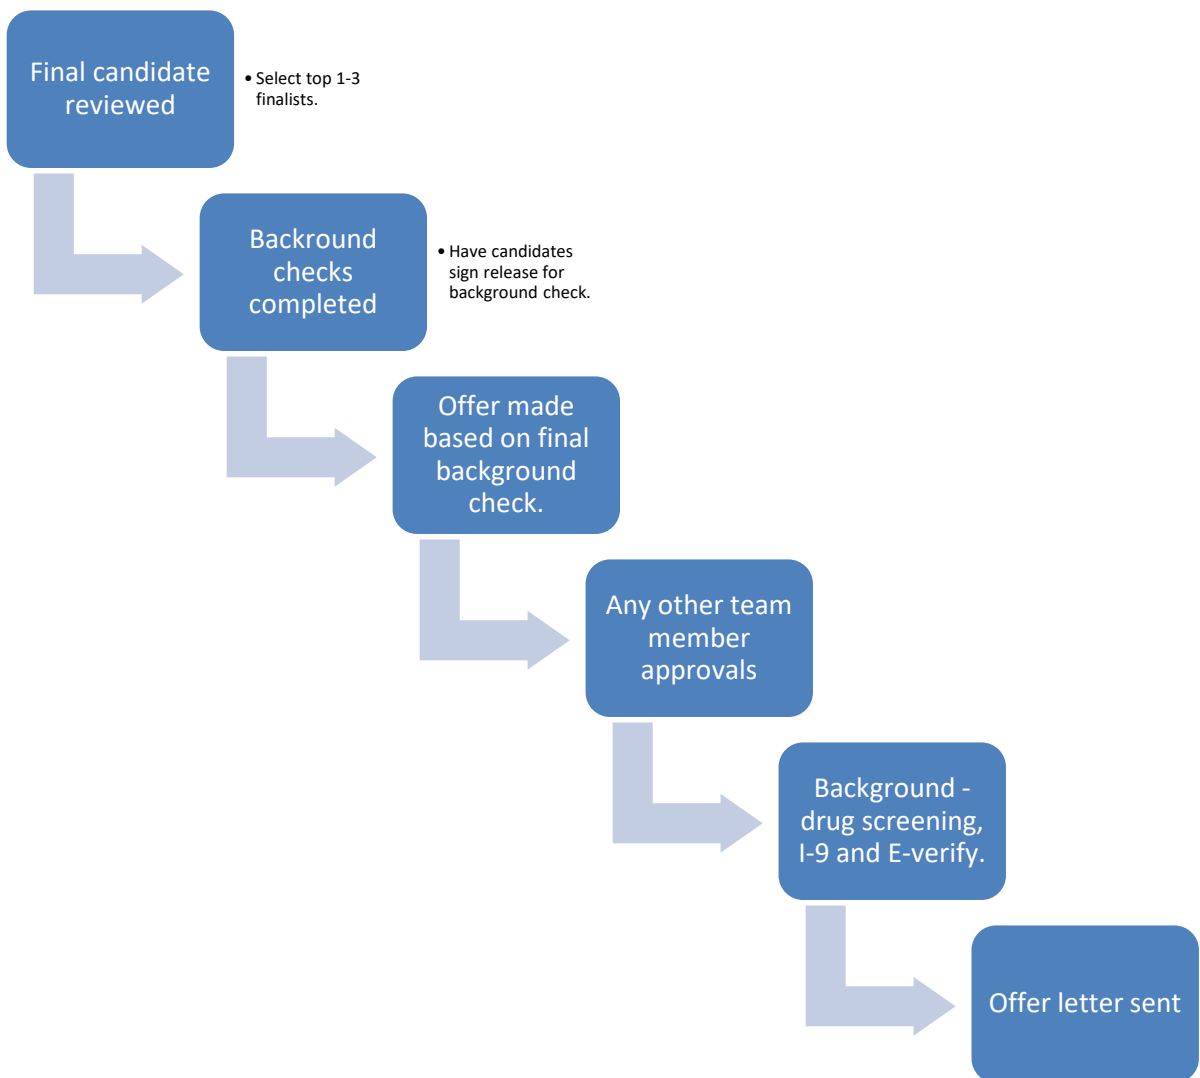 Final candidate
reviewed
• Select top 1-3
finalists.
Backround
checks
completed
• Have candidates
sign release for
background check.
Offer made
based on final
background
check.
Any other team
member
approvals
Background -
drug screening,
I-9 and E-verify.
Offer letter sent